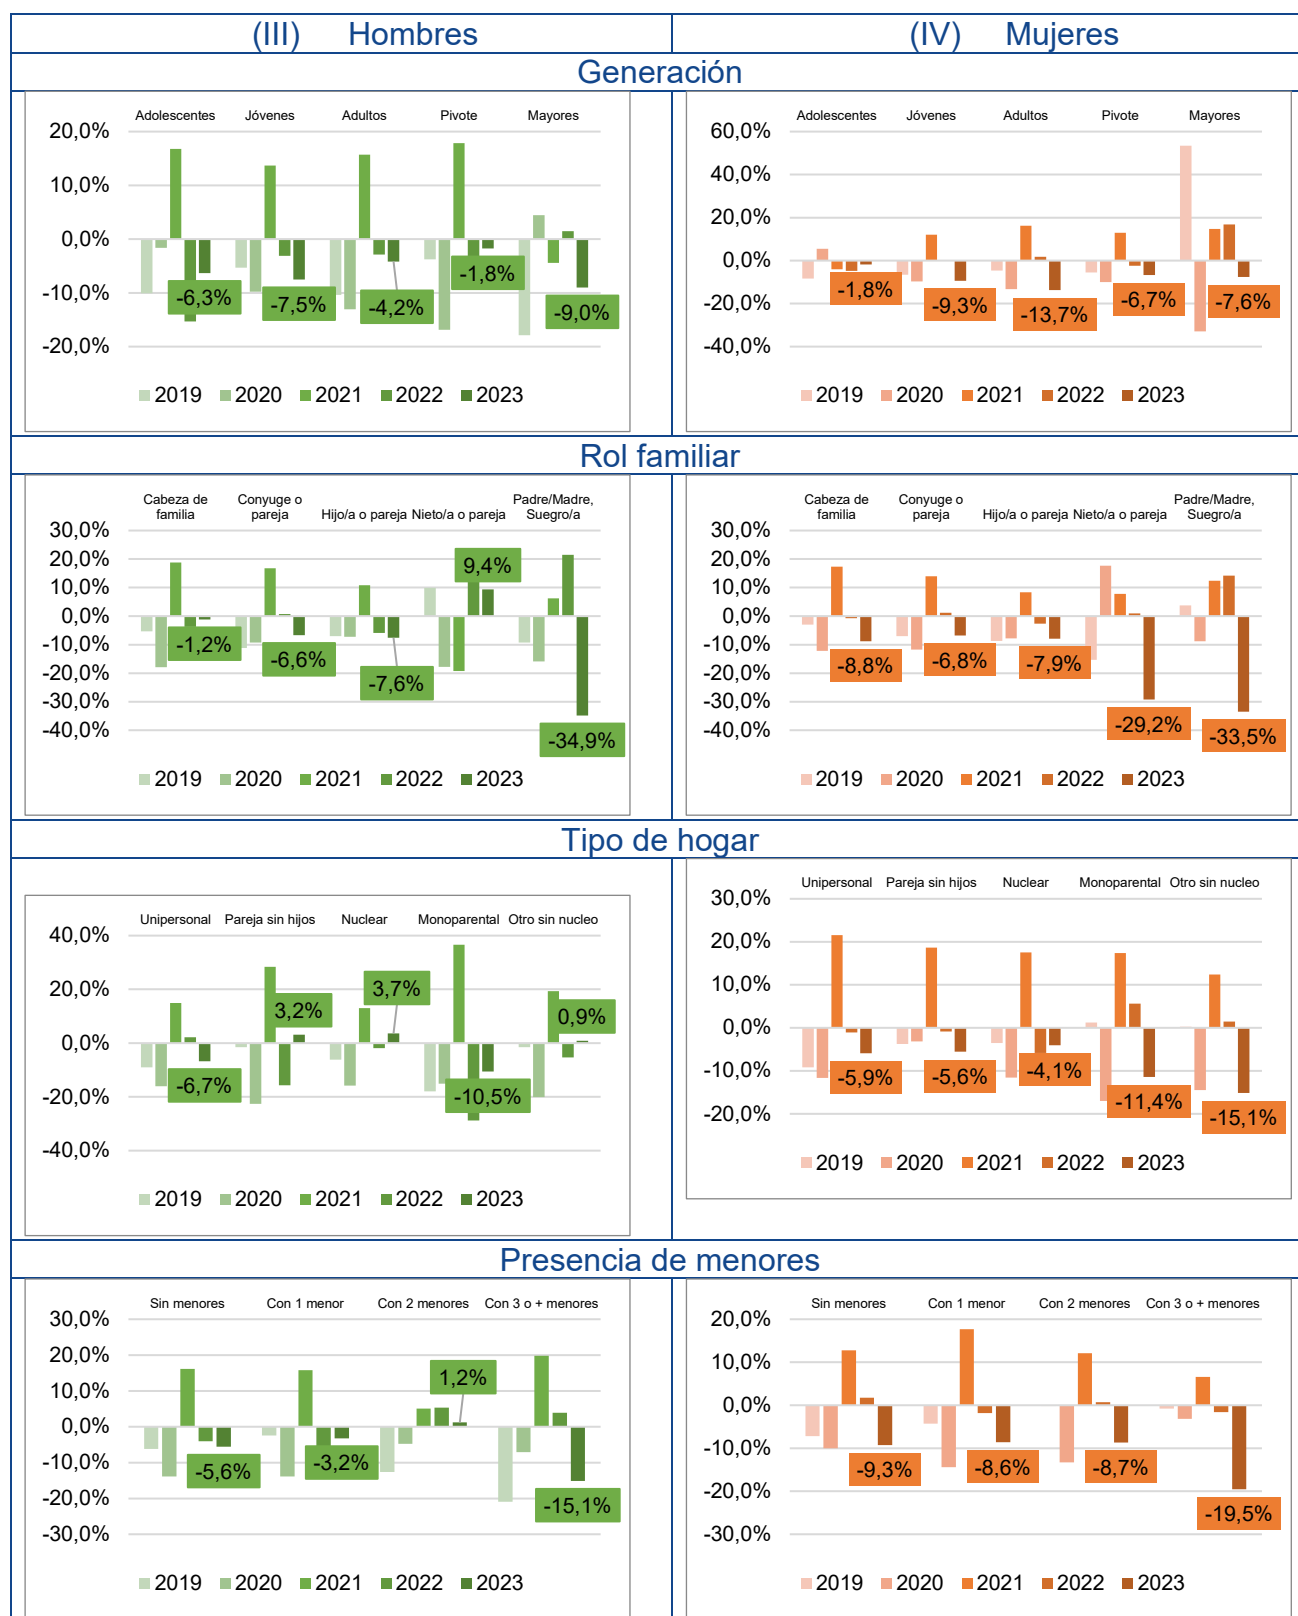 (III) Hombres
(IV) Mujeres
Generación
Adolescentes Jóvenes Adultos Pivote Mayores
20,0%
10,0%
0,0%
-10,0%
-20,0%
-6,3%
-7,5%
-4,2%
-1,8%
-9,0%
2019 2020 2021 2022 2023
Adolescentes Jóvenes Adultos Pivote Mayores
60,0%
40,0%
20,0%
0,0%
-20,0%
-40,0%
-1,8%
-9,3%
-13,7%
-6,7%
-7,6%
2019 2020 2021 2022 2023
Rol familiar
Cabeza de familia
Conyuge o pareja
Hijo/a o pareja
Nieto/a o pareja
Padre/Madre, Suegro/a
30,0%
20,0%
10,0%
0,0%
-10,0%
-20,0%
-30,0%
-40,0%
-1,2%
-6,6%
-7,6%
9,4%
-34,9%
2019 2020 2021 2022 2023
Cabeza de familia
Conyuge o pareja
Hijo/a o pareja
Nieto/a o pareja
Padre/Madre, Suegro/a
30,0%
20,0%
10,0%
0,0%
-10,0%
-20,0%
-30,0%
-40,0%
-8,8%
-6,8%
-7,9%
-29,2%
-33,5%
2019 2020 2021 2022 2023
Tipo de hogar
Unipersonal Pareja sin hijos Nuclear Monoparental Otro sin nucleo
40,0%
20,0%
0,0%
-20,0%
-40,0%
-6,7%
3,2%
3,7%
-10,5%
0,9%
2019 2020 2021 2022 2023
Unipersonal Pareja sin hijos Nuclear Monoparental Otro sin nucleo
30,0%
20,0%
10,0%
0,0%
-10,0%
-20,0%
-5,9%
-5,6%
-4,1%
-11,4%
-15,1%
2019 2020 2021 2022 2023
Presencia de menores
Sin menores Con 1 menor Con 2 menores Con 3 o + menores
30,0%
20,0%
10,0%
0,0%
-10,0%
-20,0%
-30,0%
-5,6%
-3,2%
1,2%
-15,1%
2019 2020 2021 2022 2023
Sin menores Con 1 menor Con 2 menores Con 3 o + menores
20,0%
10,0%
0,0%
-10,0%
-20,0%
-30,0%
-9,3%
-8,6%
-8,7%
-19,5%
2019 2020 2021 2022 2023